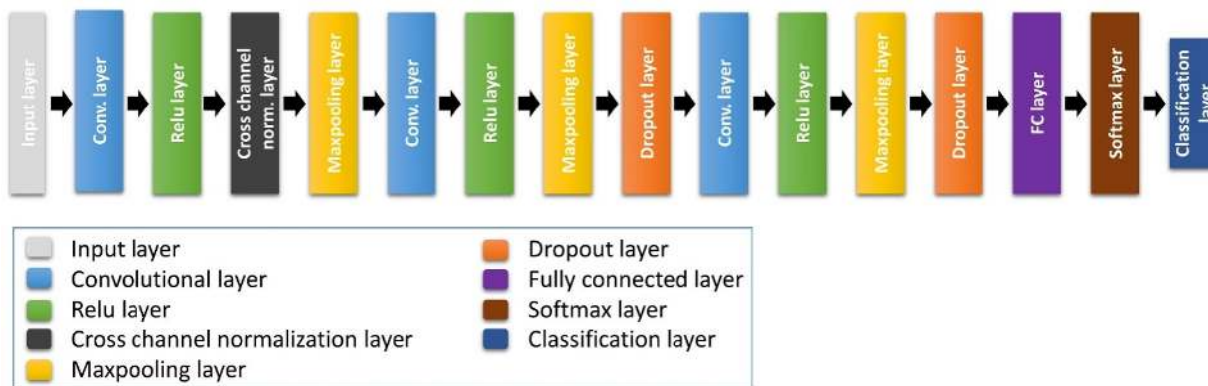 Input layer
Conv. layer
Relu layer
Cross channel
norm. layer
Maxpooling layer
Conv. layer
Relu layer
Maxpooling layer
Dropout layer
Conv. layer
Relu layer
Maxpooling layer
Dropout layer
FC layer
Softmax layer
Classification
layer
Input layer
Convolutional layer
Relu layer
Cross channel normalization layer
Maxpooling layer
Dropout layer
Fully connected layer
Softmax layer
Classification layer